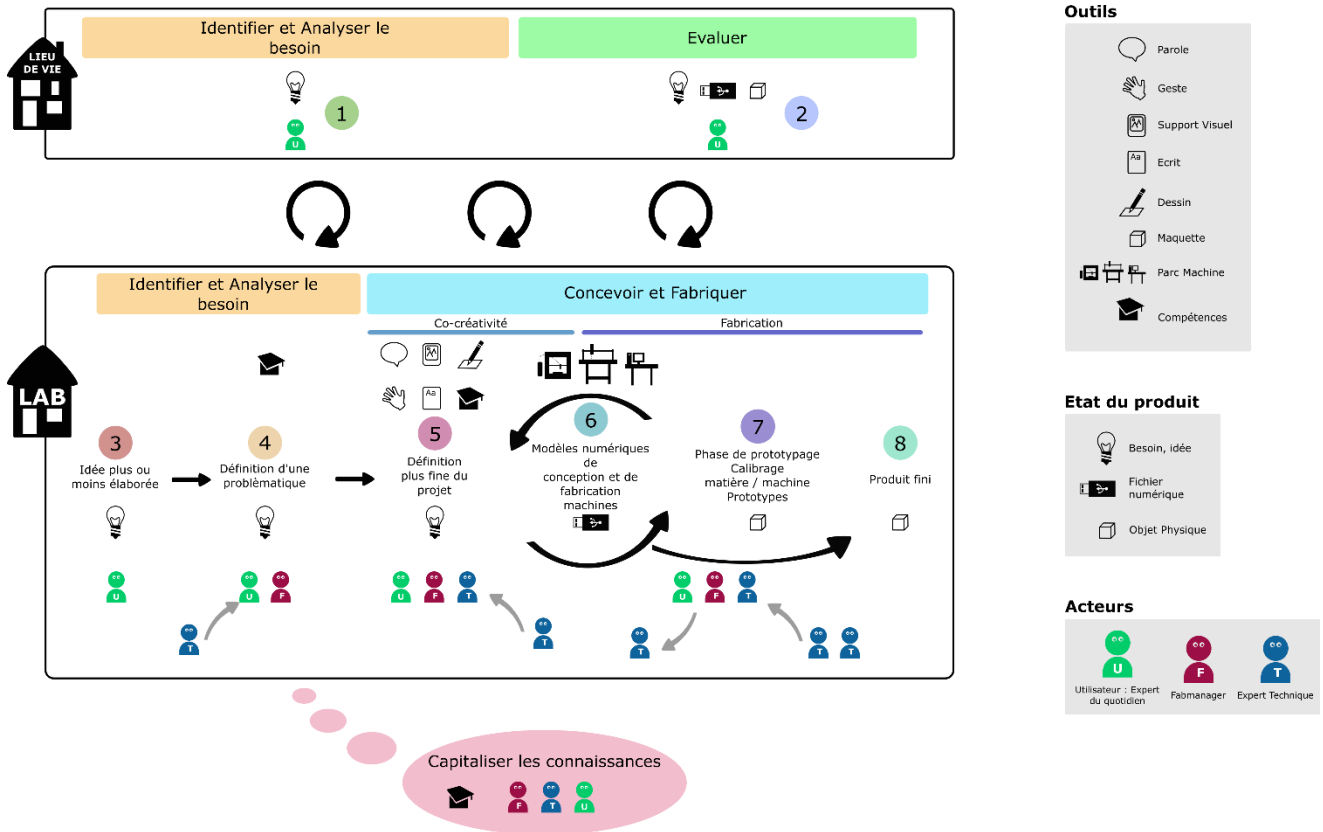 Identifier et Analyser le
besoin
Evaluer
LIEU
DE VIE
1
2
U
U
Identifier et Analyser le
besoin
Concevoir et Fabriquer
Co-créativité
Fabrication
Aa
LAB
3
Idée plus ou
moins élaborée
4
Définition d'une
problèmatique
5
Définition
plus fine du
projet
6
Modèles numériques
de
conception et de
fabrication
machines
7
Phase de prototypage
Calibrage
matière / machine
Prototypes
8
Produit fini
U
U F
U F T
U F T
T
T
T
T T
Capitaliser les connaissances
F T U
Outils
Parole
Geste
Support Visuel
Aa
Ecrit
Dessin
Maquette
Parc Machine
Compétences
Etat du produit
Besoin, idée
Fichier
numérique
Objet Physique
Acteurs
U
F
T
Utilisateur : Expert
du quotidien
Fabmanager
Expert Technique